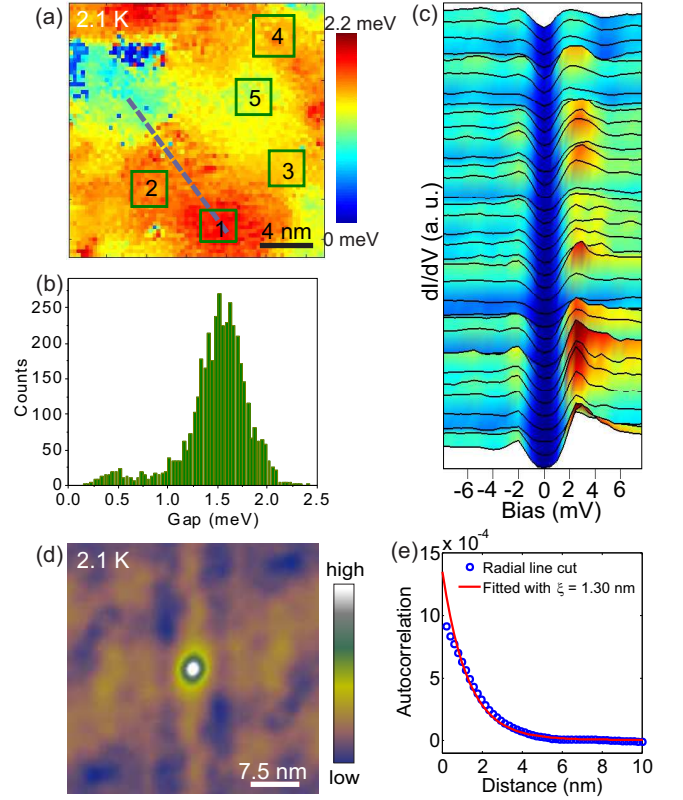 (a)
2.1 K
4
5
3
2
1
4 nm
2.2 meV
0 meV
(b)
250
200
150
100
50
0
Counts
0.0
0.5
1.0
1.5
2.0
2.5
Gap (meV)
(c)
dI/dV (a. u.)
-6
-4
-2
0
2
4
6
Bias (mV)
(d)
2.1 K
7.5 nm
high
low
(e)
x 10⁻⁴
15
10
5
0
Autocorrelation
Radial line cut
Fitted with ξ = 1.30 nm
0
2
4
6
8
10
Distance (nm)